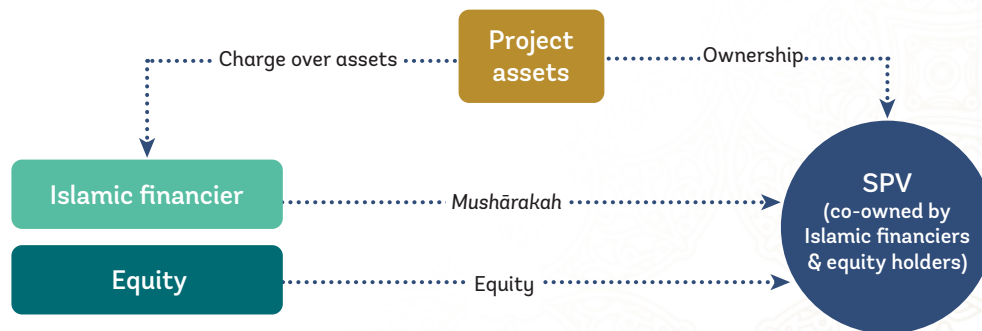 Project
assets
Charge over assets
Ownership
Islamic financier
Mushārakah
SPV
(co-owned by
Islamic financiers
& equity holders)
Equity
Equity